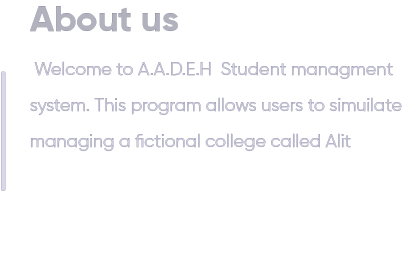 About us
Welcome to A.A.D.E.H Student managment
system. This program allows users to simuilate
managing a fictional college called Alit